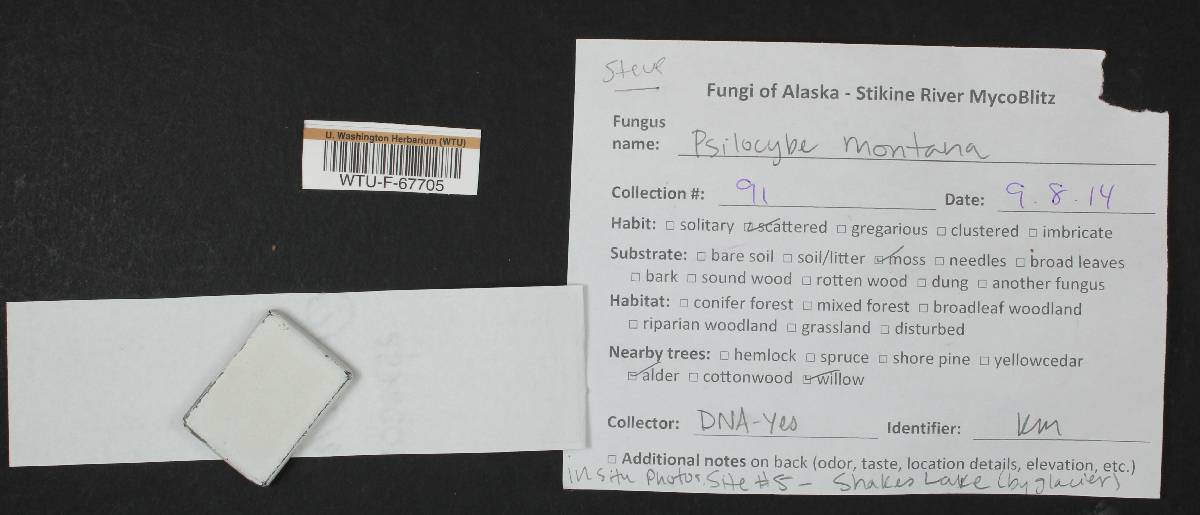 U. Washington Herbarium (WTU)
WTU-F-67705
Steve
Fungi of Alaska - Stikine River MycoBlitz
Fungus name: Psilocybe montana
Collection #: 91 Date: 9.8.14
Habit: ☐ solitary ☑ scattered ☐ gregarious ☐ clustered ☐ imbricate
Substrate: ☐ bare soil ☐ soil/litter ☑ moss ☐ needles ☐ broad leaves
☐ bark ☐ sound wood ☐ rotten wood ☐ dung ☐ another fungus
Habitat: ☐ conifer forest ☐ mixed forest ☐ broadleaf woodland
☐ riparian woodland ☐ grassland ☐ disturbed
Nearby trees: ☐ hemlock ☐ spruce ☐ shore pine ☐ yellowcedar
☑ alder ☐ cottonwood ☑ willow
Collector: DNA-Yes Identifier: KM
☐ Additional notes on back (odor, taste, location details, elevation, etc.)
in situ photos. Site #5 - Shakes Lake (by glacier)